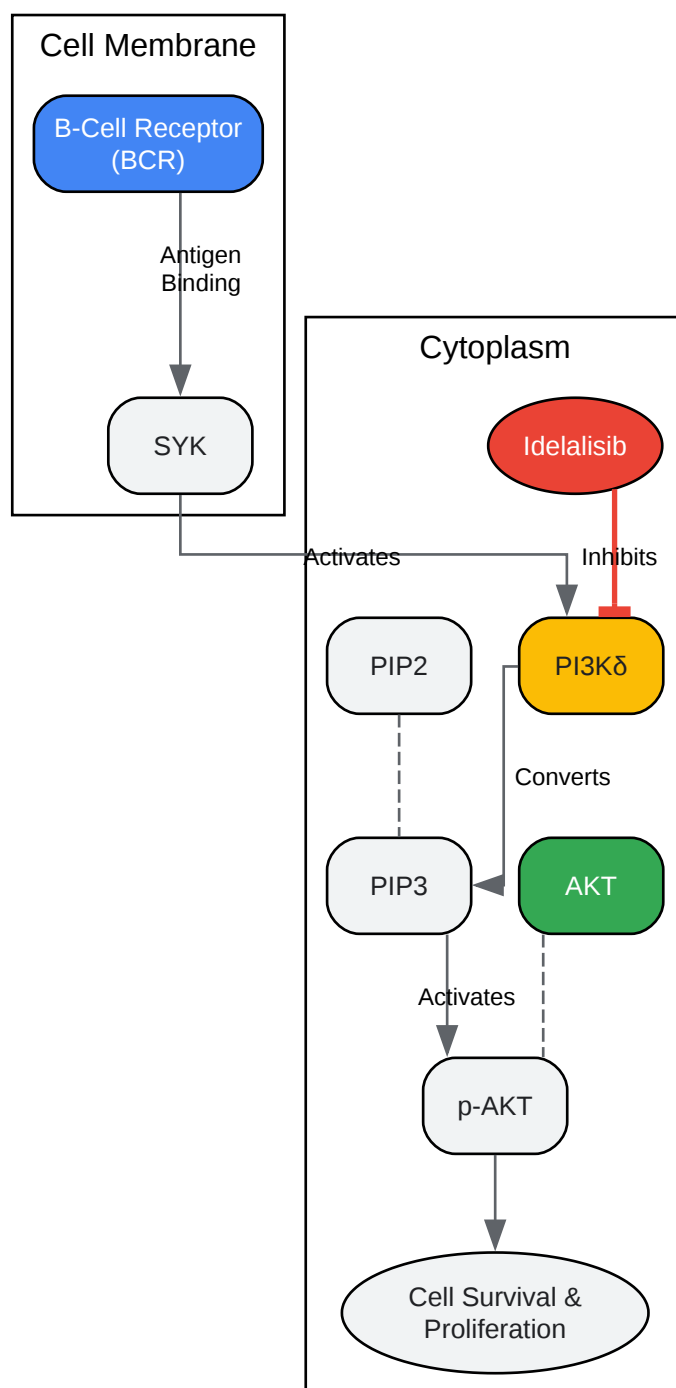 Cell Membrane
B-Cell Receptor
(BCR)
Antigen
Binding
SYK
Cytoplasm
Idelalisib
Activates
Inhibits
PIP2
PI3Kδ
Converts
PIP3
AKT
Activates
p-AKT
Cell Survival &
Proliferation